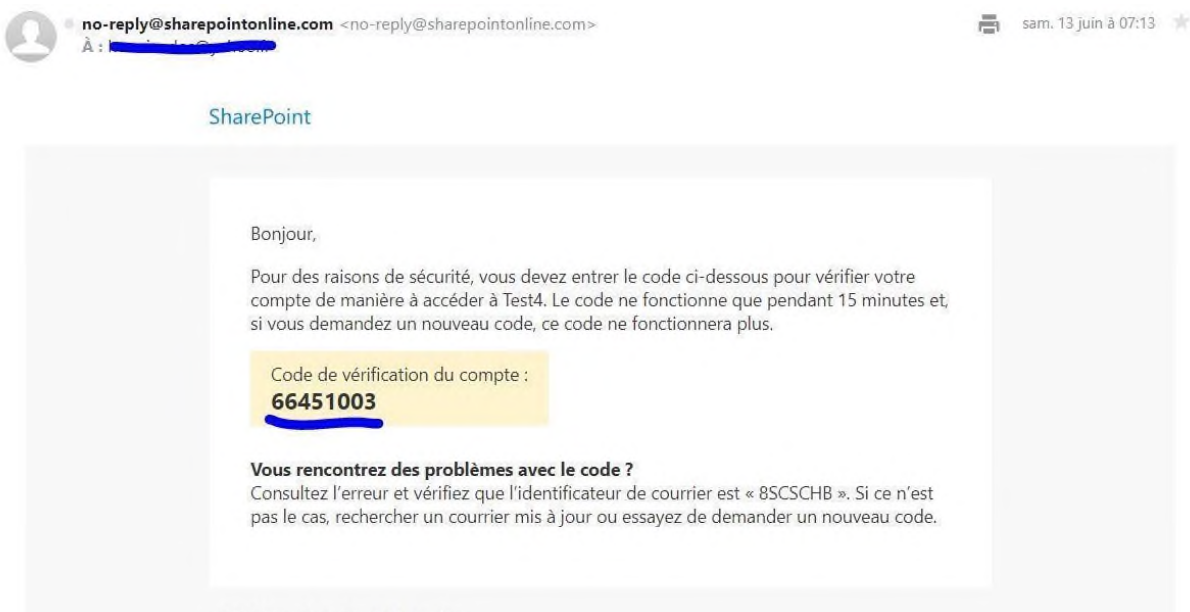 no-reply@sharepointonline.com <no-reply@sharepointonline.com>
sam. 13 juin à 07:13
À :
SharePoint
Bonjour,
Pour des raisons de sécurité, vous devez entrer le code ci-dessous pour vérifier votre
compte de manière à accéder à Test4. Le code ne fonctionne que pendant 15 minutes et,
si vous demandez un nouveau code, ce code ne fonctionnera plus.
Code de vérification du compte :
66451003
Vous rencontrez des problèmes avec le code ?
Consultez l'erreur et vérifiez que l'identificateur de courrier est « 8SCSCHB ». Si ce n'est
pas le cas, rechercher un courrier mis à jour ou essayez de demander un nouveau code.